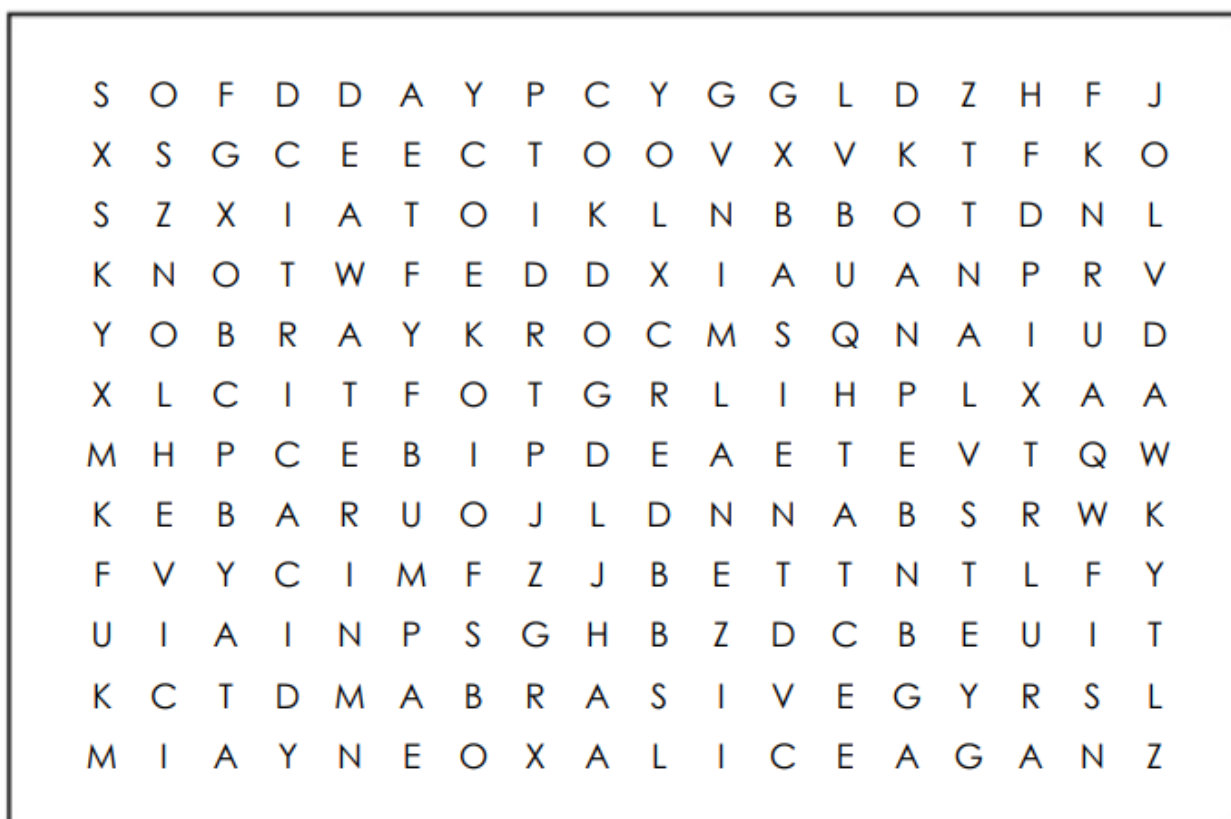 S O F D D A Y P C Y G G L D Z H F J
X S G C E E C T O O V X V K T F K O
S Z X I A T O I K L N B B O T D N L
K N O T W F E D D X I A U A N P R V
Y O B R A Y K R O C M S Q N A I U D
X L C I T F O T G R L I H P L X A A
M H P C E B I P D E A E T E V T Q W
K E B A R U O J L D N N A B S R W K
F V Y C I M F Z J B E T T N T L F Y
U I A I N P S G H B Z D C B E U I T
K C T D M A B R A S I V E G Y R S L
M I A Y N E O X A L I C E A G A N Z